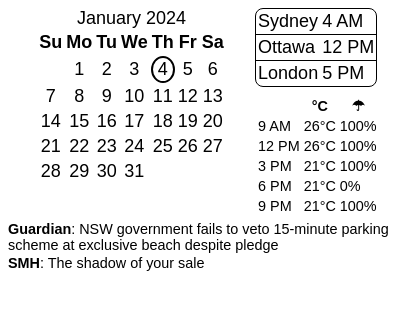 January 2024
Su Mo Tu We Th Fr Sa
1 2 3 4 5 6
7 8 9 10 11 12 13
14 15 16 17 18 19 20
21 22 23 24 25 26 27
28 29 30 31
Sydney 4 AM
Ottawa 12 PM
London 5 PM
°C ☂
9 AM 26°C 100%
12 PM 26°C 100%
3 PM 21°C 100%
6 PM 21°C 0%
9 PM 21°C 100%
Guardian: NSW government fails to veto 15-minute parking
scheme at exclusive beach despite pledge
SMH: The shadow of your sale